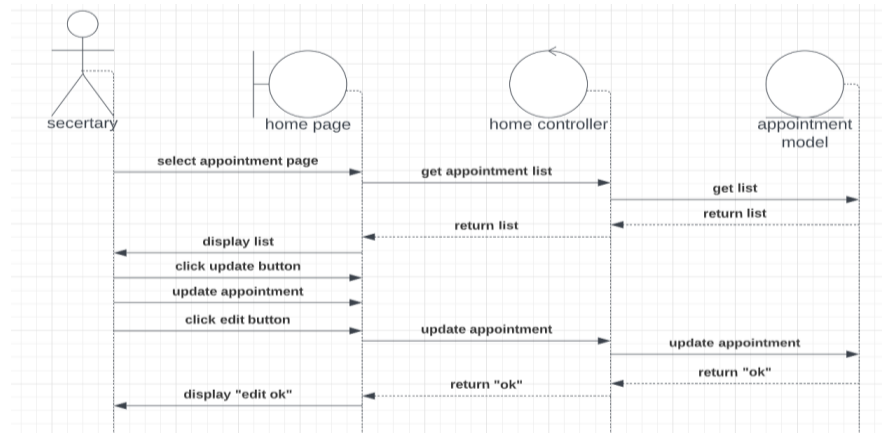 secertary
home page
home controller
appointment
model
select appointment page
get appointment list
get list
return list
return list
display list
click update button
update appointment
click edit button
update appointment
update appointment
return "ok"
return "ok"
display "edit ok"